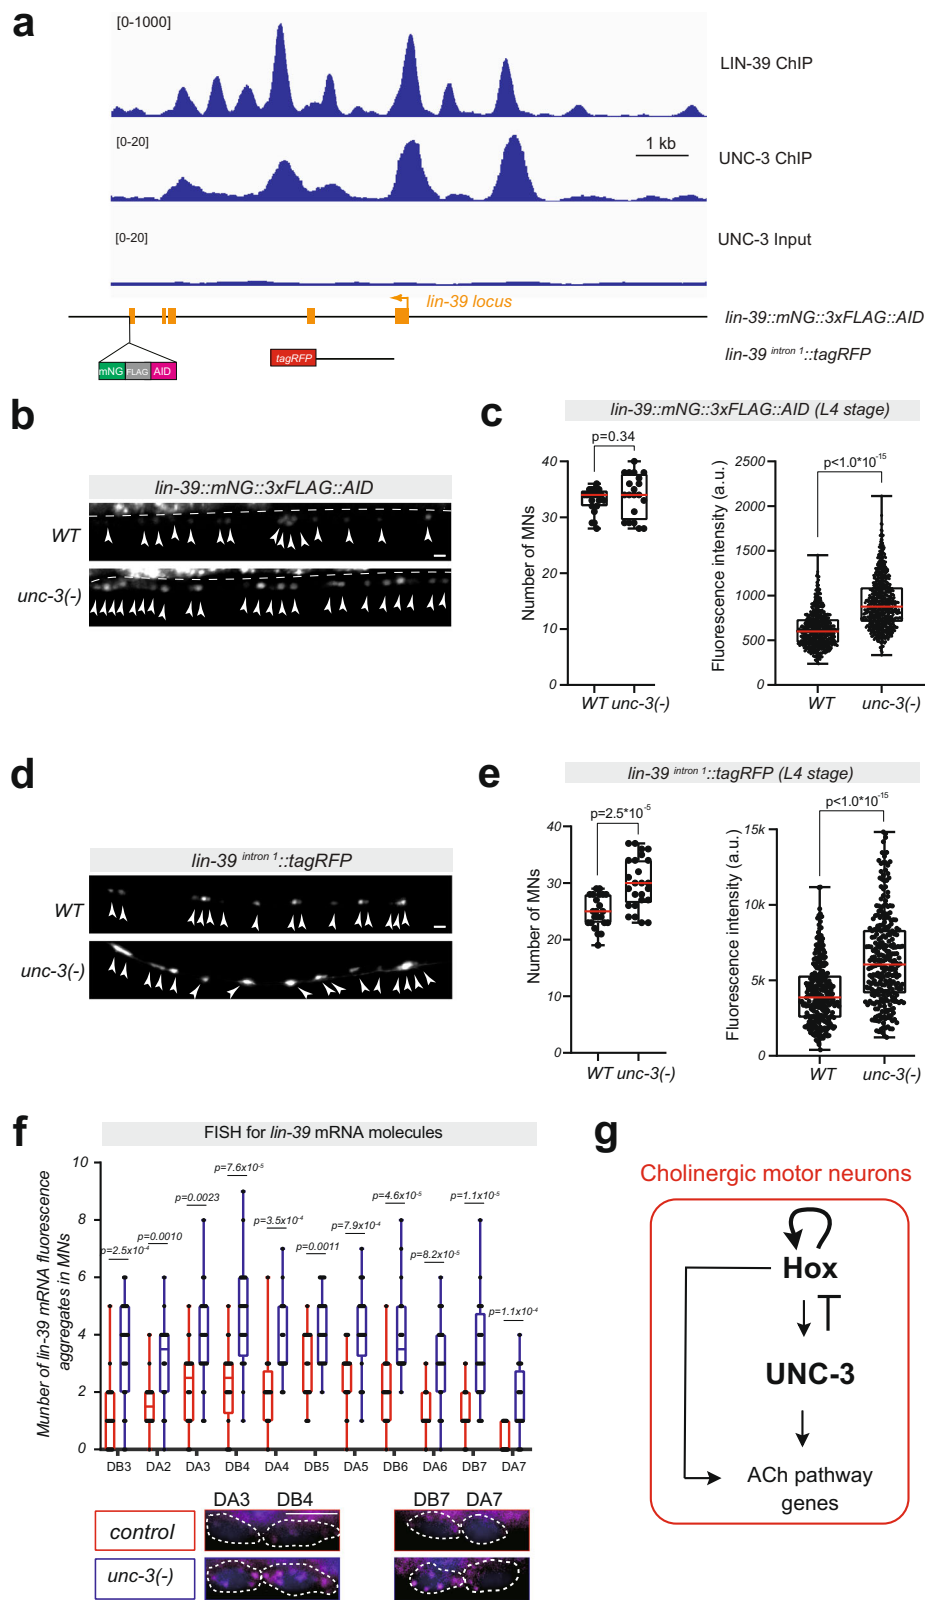 a
[0-1000]
LIN-39 ChIP
[0-20]
1 kb
UNC-3 ChIP
[0-20]
UNC-3 Input
lin-39 locus
lin-39::mNG::3xFLAG::AID
mNG FLAG AID
tagRFP
lin-39 intron 1::tagRFP
b
lin-39::mNG::3xFLAG::AID
WT
unc-3(-)
c
lin-39::mNG::3xFLAG::AID (L4 stage)
p=0.34
Number of MNs
40
30
20
10
0
WT unc-3(-)
p<1.0*10-15
Fluorescence intensity (a.u.)
2500
2000
1500
1000
500
0
WT unc-3(-)
d
lin-39 intron 1::tagRFP
WT
unc-3(-)
e
lin-39 intron 1::tagRFP (L4 stage)
p=2.5*10-5
Number of MNs
40
30
20
10
0
WT unc-3(-)
p<1.0*10-15
Fluorescence intensity (a.u.)
15k
10k
5k
0
WT unc-3(-)
f
FISH for lin-39 mRNA molecules
Munber of lin-39 mRNA fluorescence
aggregates in MNs
10
8
6
4
2
0
p=2.5x10-4
p=0.0010
p=0.0023
p=7.6x10-5
p=3.5x10-4
p=0.0011
p=7.9x10-4
p=4.6x10-5
p=8.2x10-5
p=1.1x10-5
p=1.1x10-4
DB3 DA2 DA3 DB4 DA4 DB5 DA5 DB6 DA6 DB7 DA7
DA3 DB4
DB7 DA7
control
unc-3(-)
g
Cholinergic motor neurons
Hox
UNC-3
ACh pathway
genes